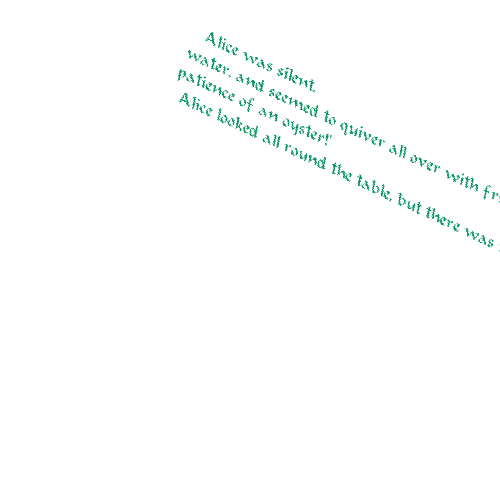 Alice was silent.
water, and seemed to quiver all over with
patience of an oyster!'
Alice looked all round the table, but there was